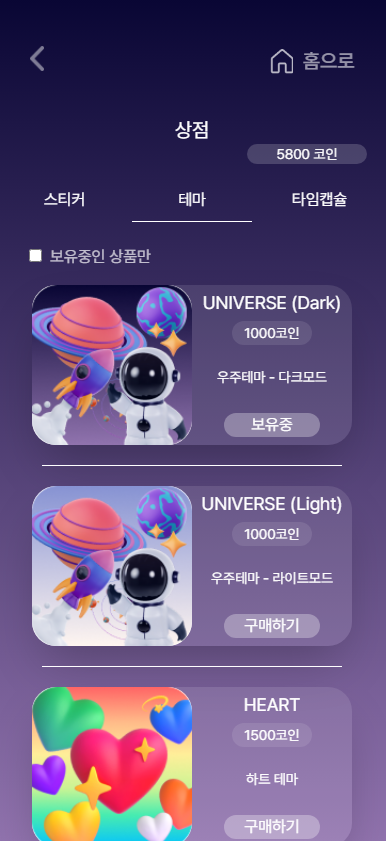 홈으로
상점
5800 코인
스티커 테마 타임캡슐
보유중인 상품만
UNIVERSE (Dark)
1000코인
우주테마 - 다크모드
보유중
UNIVERSE (Light)
1000코인
우주테마 - 라이트모드
구매하기
HEART
1500코인
하트 테마
구매하기